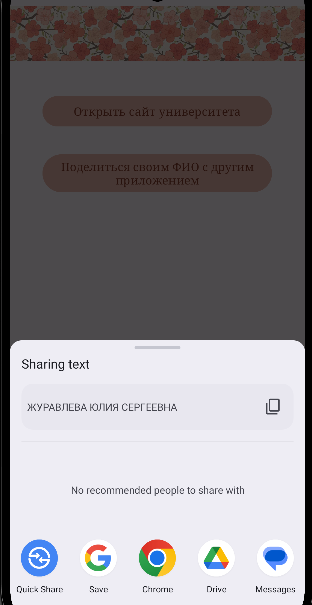 Открыть сайт университета
Поделиться своим ФИО с другим
приложением
Sharing text
ЖУРАВЛЕВА ЮЛИЯ СЕРГЕЕВНА
No recommended people to share with
Quick Share
Save
Chrome
Drive
Messages